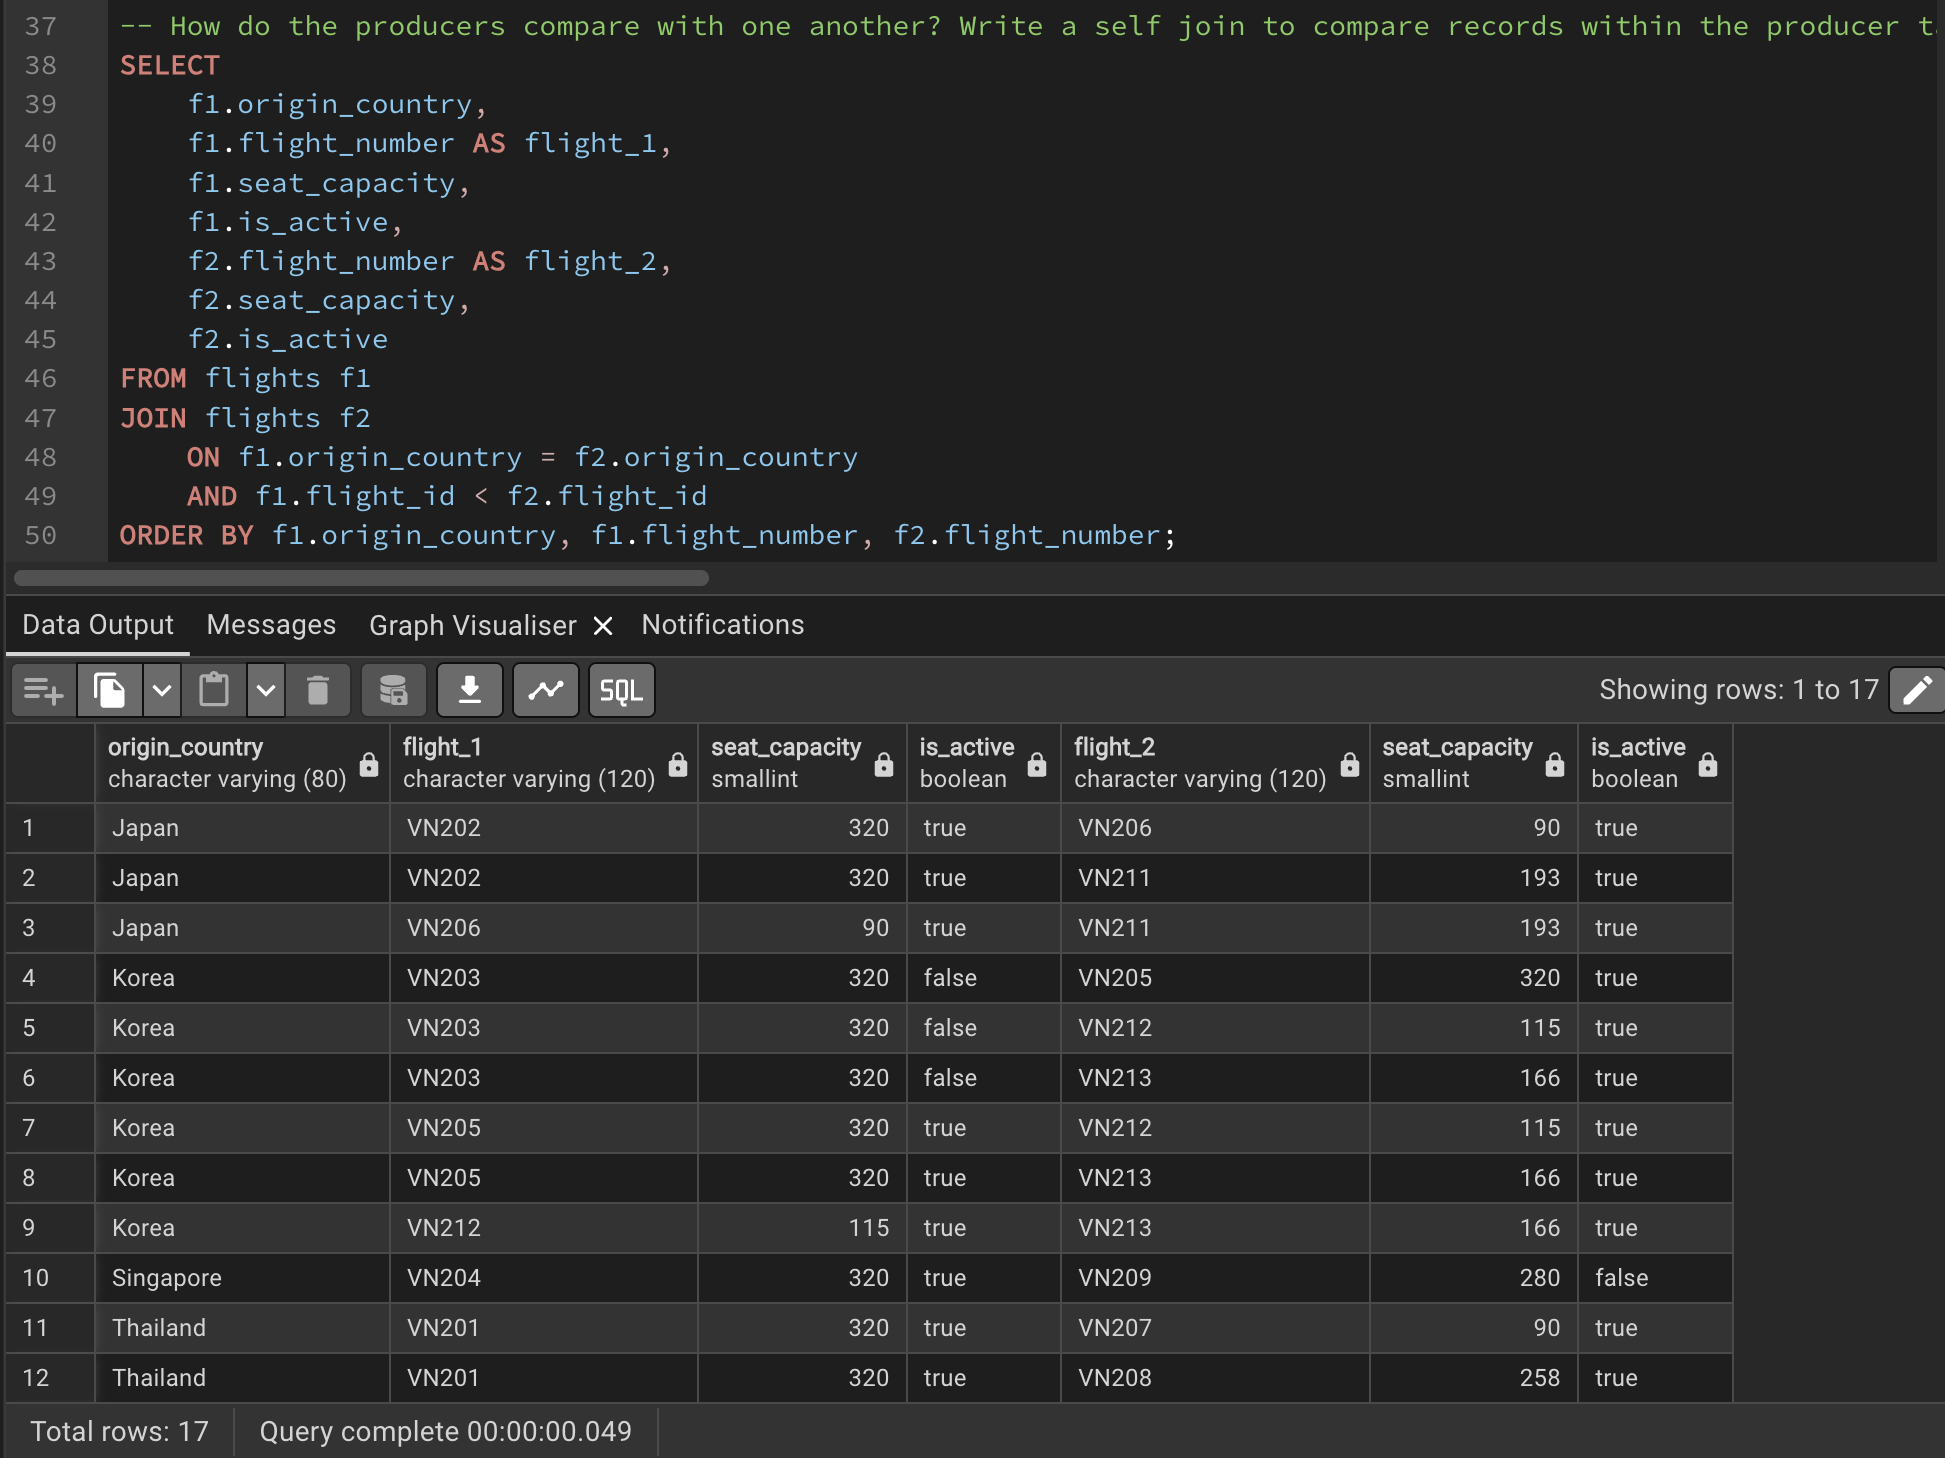 37 -- How do the producers compare with one another? Write a self join to compare records within the producer
38 SELECT
39 f1.origin_country,
40 f1.flight_number AS flight_1,
41 f1.seat_capacity,
42 f1.is_active,
43 f2.flight_number AS flight_2,
44 f2.seat_capacity,
45 f2.is_active
46 FROM flights f1
47 JOIN flights f2
48 ON f1.origin_country = f2.origin_country
49 AND f1.flight_id < f2.flight_id
50 ORDER BY f1.origin_country, f1.flight_number, f2.flight_number;
Data Output Messages Graph Visualiser × Notifications
SQL Showing rows: 1 to 17
origin_country flight_1 seat_capacity is_active flight_2 seat_capacity is_active
character varying (80) character varying (120) smallint boolean character varying (120) smallint boolean
1 Japan VN202 320 true VN206 90 true
2 Japan VN202 320 true VN211 193 true
3 Japan VN206 90 true VN211 193 true
4 Korea VN203 320 false VN205 320 true
5 Korea VN203 320 false VN212 115 true
6 Korea VN203 320 false VN213 166 true
7 Korea VN205 320 true VN212 115 true
8 Korea VN205 320 true VN213 166 true
9 Korea VN212 115 true VN213 166 true
10 Singapore VN204 320 true VN209 280 false
11 Thailand VN201 320 true VN207 90 true
12 Thailand VN201 320 true VN208 258 true
Total rows: 17 Query complete 00:00:00.049